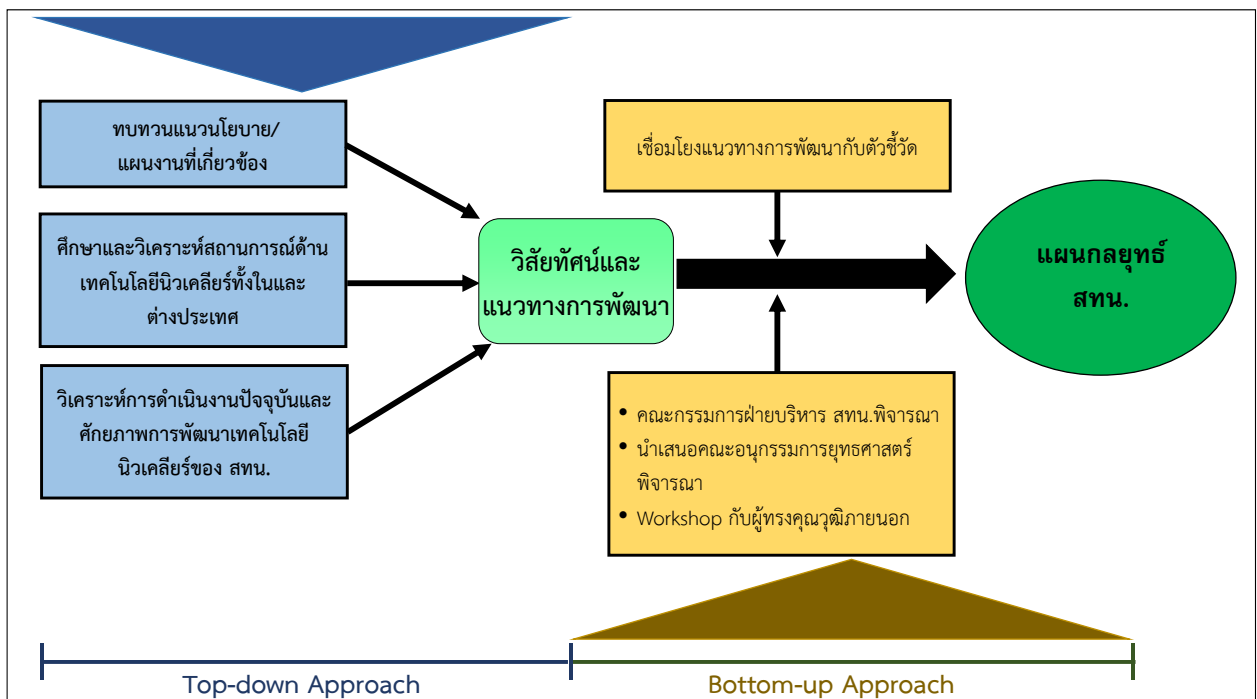 ทบทวนแนวนโยบาย/
แผนงานที่เกี่ยวข้อง
ศึกษาและวิเคราะห์สถานการณ์ด้าน
เทคโนโลยีนิวเคลียร์ทั้งในและ
ต่างประเทศ
วิเคราะห์การดำเนินงานปัจจุบันและ
ศักยภาพการพัฒนาเทคโนโลยี
นิวเคลียร์ของ สทน.
วิสัยทัศน์และ
แนวทางการพัฒนา
เชื่อมโยงแนวทางการพัฒนากับตัวชี้วัด
• คณะกรรมการฝ่ายบริหาร สทน.พิจารณา
• นำเสนอคณะอนุกรรมการยุทธศาสตร์
พิจารณา
• Workshop กับผู้ทรงคุณวุฒิภายนอก
แผนกลยุทธ์
สทน.
Top-down Approach
Bottom-up Approach